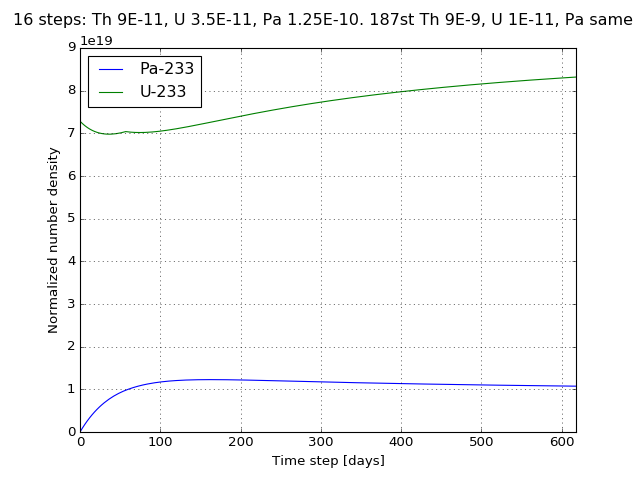 16 steps: Th 9E-11, U 3.5E-11, Pa 1.25E-10. 187st Th 9E-9, U 1E-11, Pa same
1e19
9
8
7
6
5
4
3
2
1
0
Normalized number density
Pa-233
U-233
0 100 200 300 400 500 600
Time step [days]